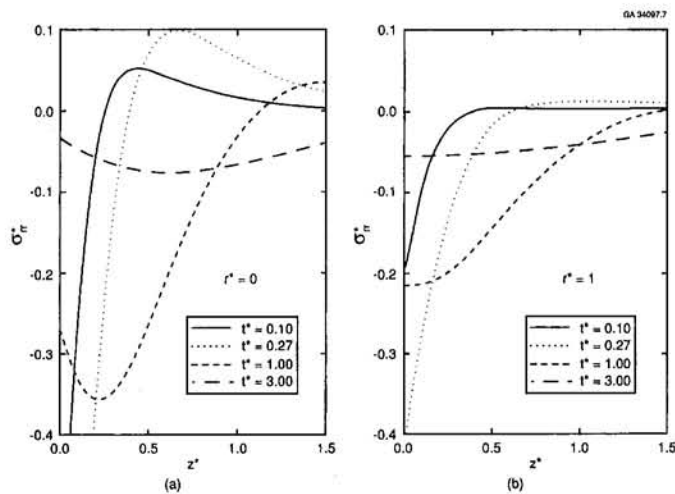 GA 34097.7
0.1
0.0
-0.1
-0.2
-0.3
-0.4
σ*rr
r* = 0
t* = 0.10
t* = 0.27
t* = 1.00
t* = 3.00
0.0 0.5 1.0 1.5
z*
(a)
0.1
0.0
-0.1
-0.2
-0.3
-0.4
σ*rr
r* = 1
t* = 0.10
t* = 0.27
t* = 1.00
t* = 3.00
0.0 0.5 1.0 1.5
z*
(b)